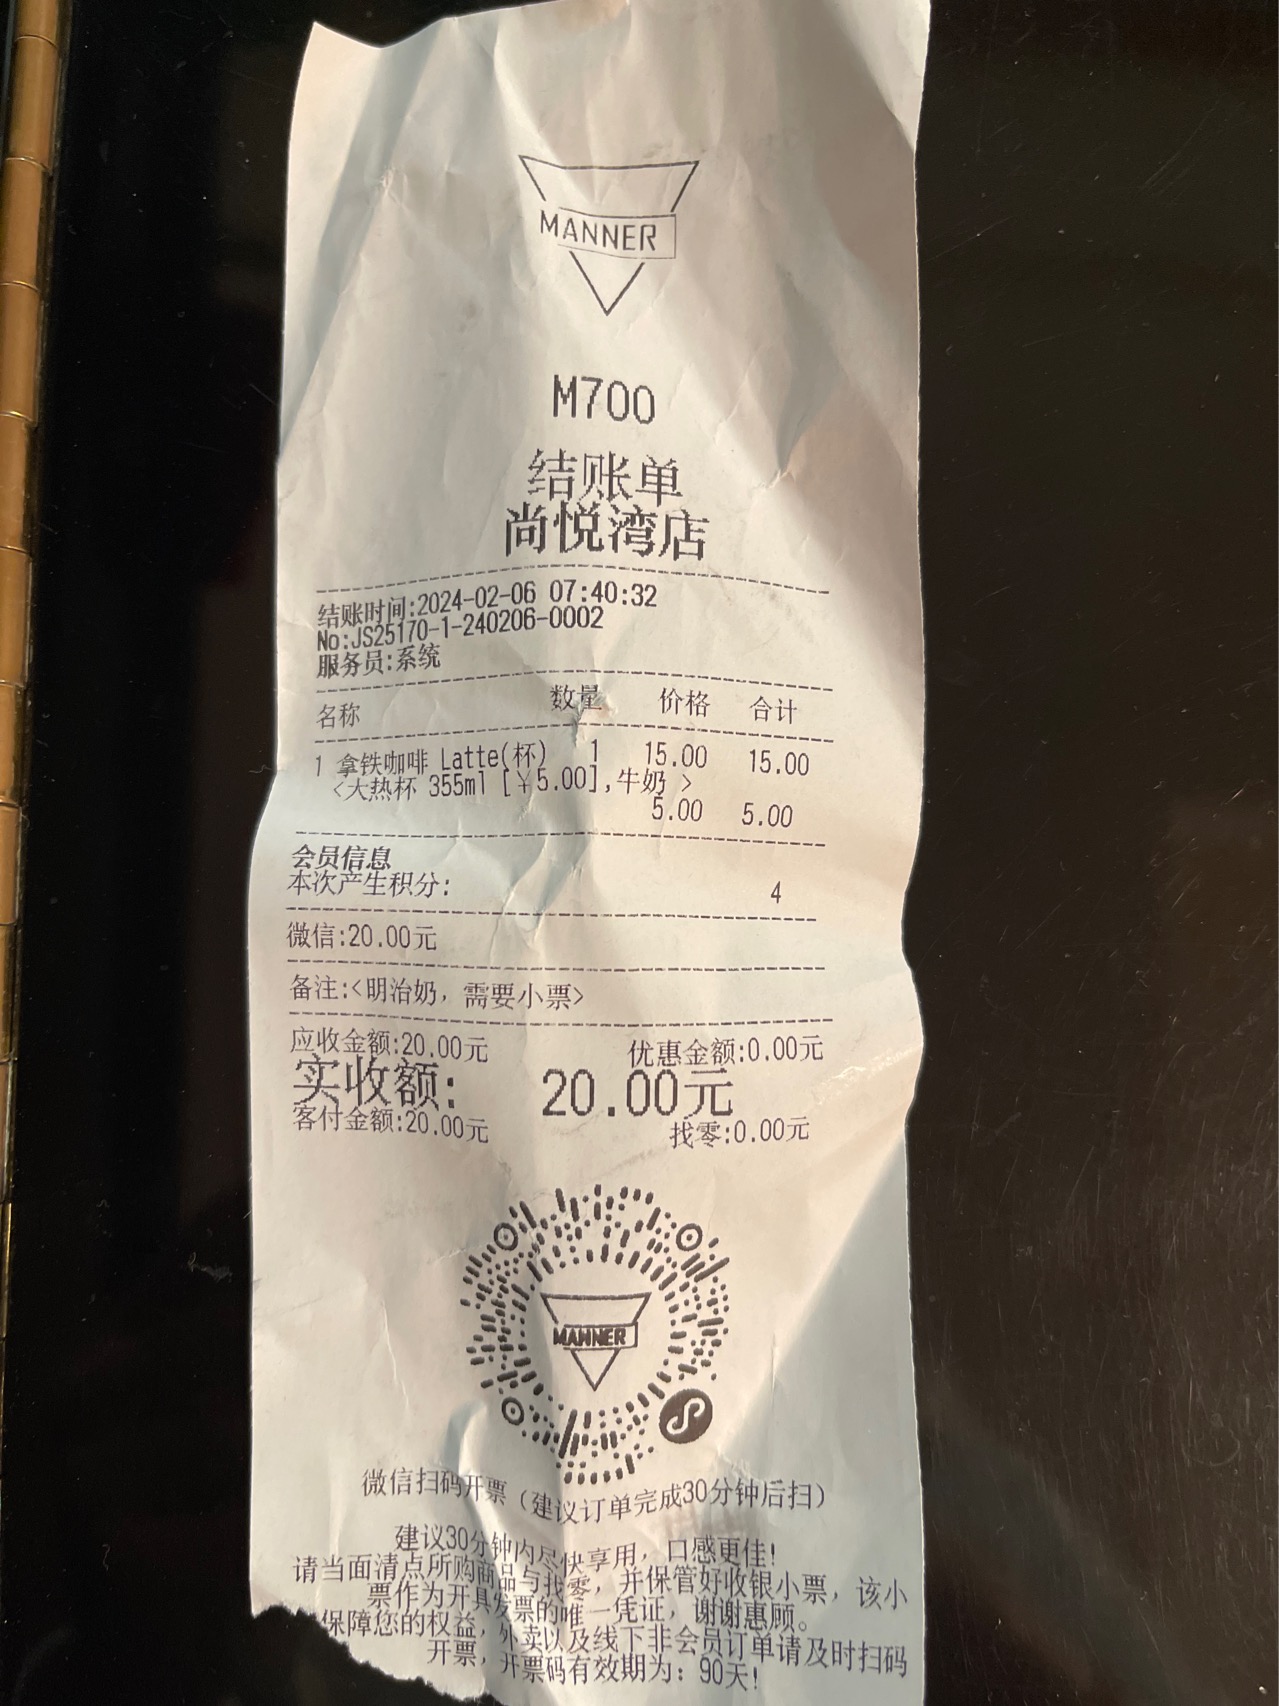 MANNER
M700
结账单
尚悦湾店
结账时间:2024-02-06 07:40:32
No:JS25170-1-240206-0002
服务员:系统
名称 数量 价格 合计
1 拿铁咖啡 Latte(杯) 1 15.00 15.00
<大热杯 355ml [¥5.00],牛奶 >
5.00 5.00
会员信息
本次产生积分: 4
微信:20.00元
备注:<明治奶，需要小票>
应收金额:20.00元 优惠金额:0.00元
实收额: 20.00元
客付金额:20.00元 找零:0.00元
MANNER
微信扫码开票（建议订单完成30分钟后扫）
建议30分钟内尽快享用，口感更佳!
请当面清点所购商品与找零，并保管好收银小票，该小
票作为开具发票的唯一凭证，谢谢惠顾。
保障您的权益，外卖以及线下非会员订单请及时扫码
开票，开票码有效期为：90天!